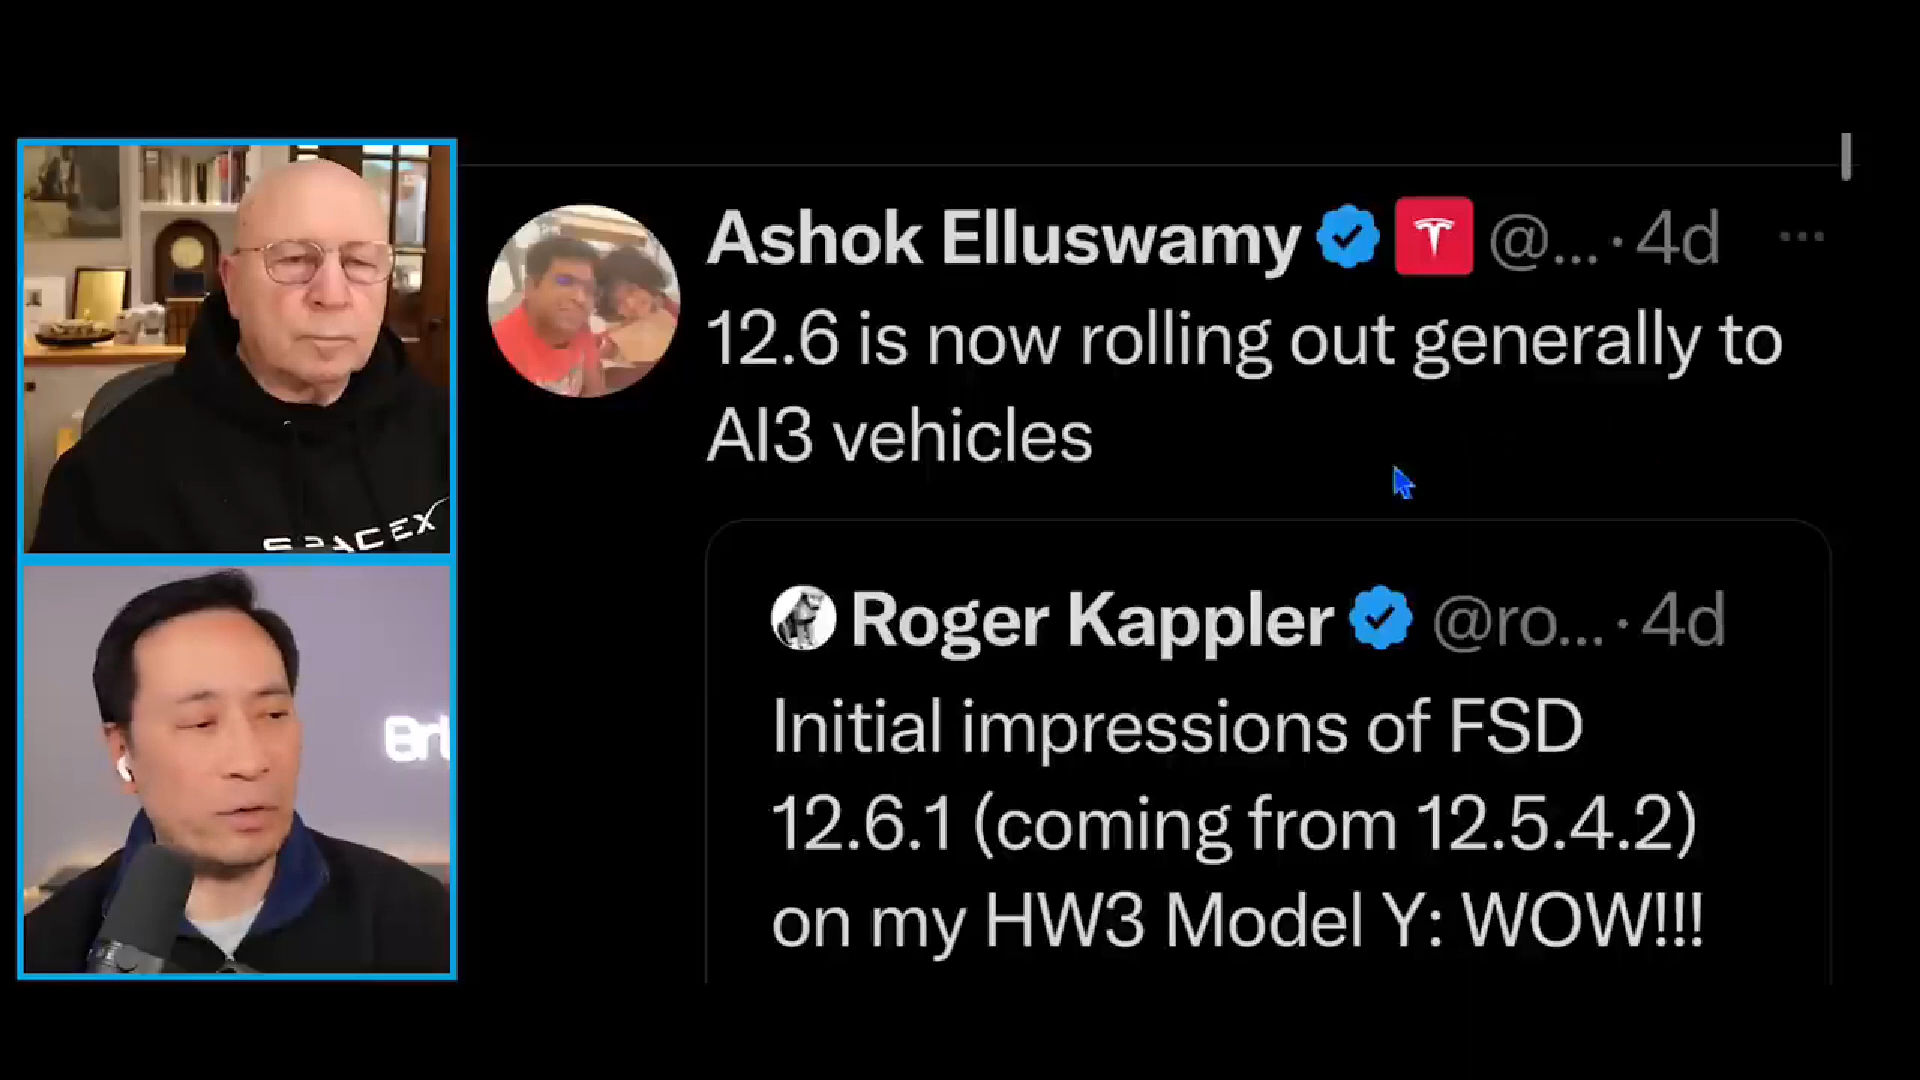 Ashok Elluswamy @... · 4d
12.6 is now rolling out generally to
AI3 vehicles
Roger Kappler @ro... · 4d
Initial impressions of FSD
12.6.1 (coming from 12.5.4.2)
on my HW3 Model Y: WOW!!!
SPACEX